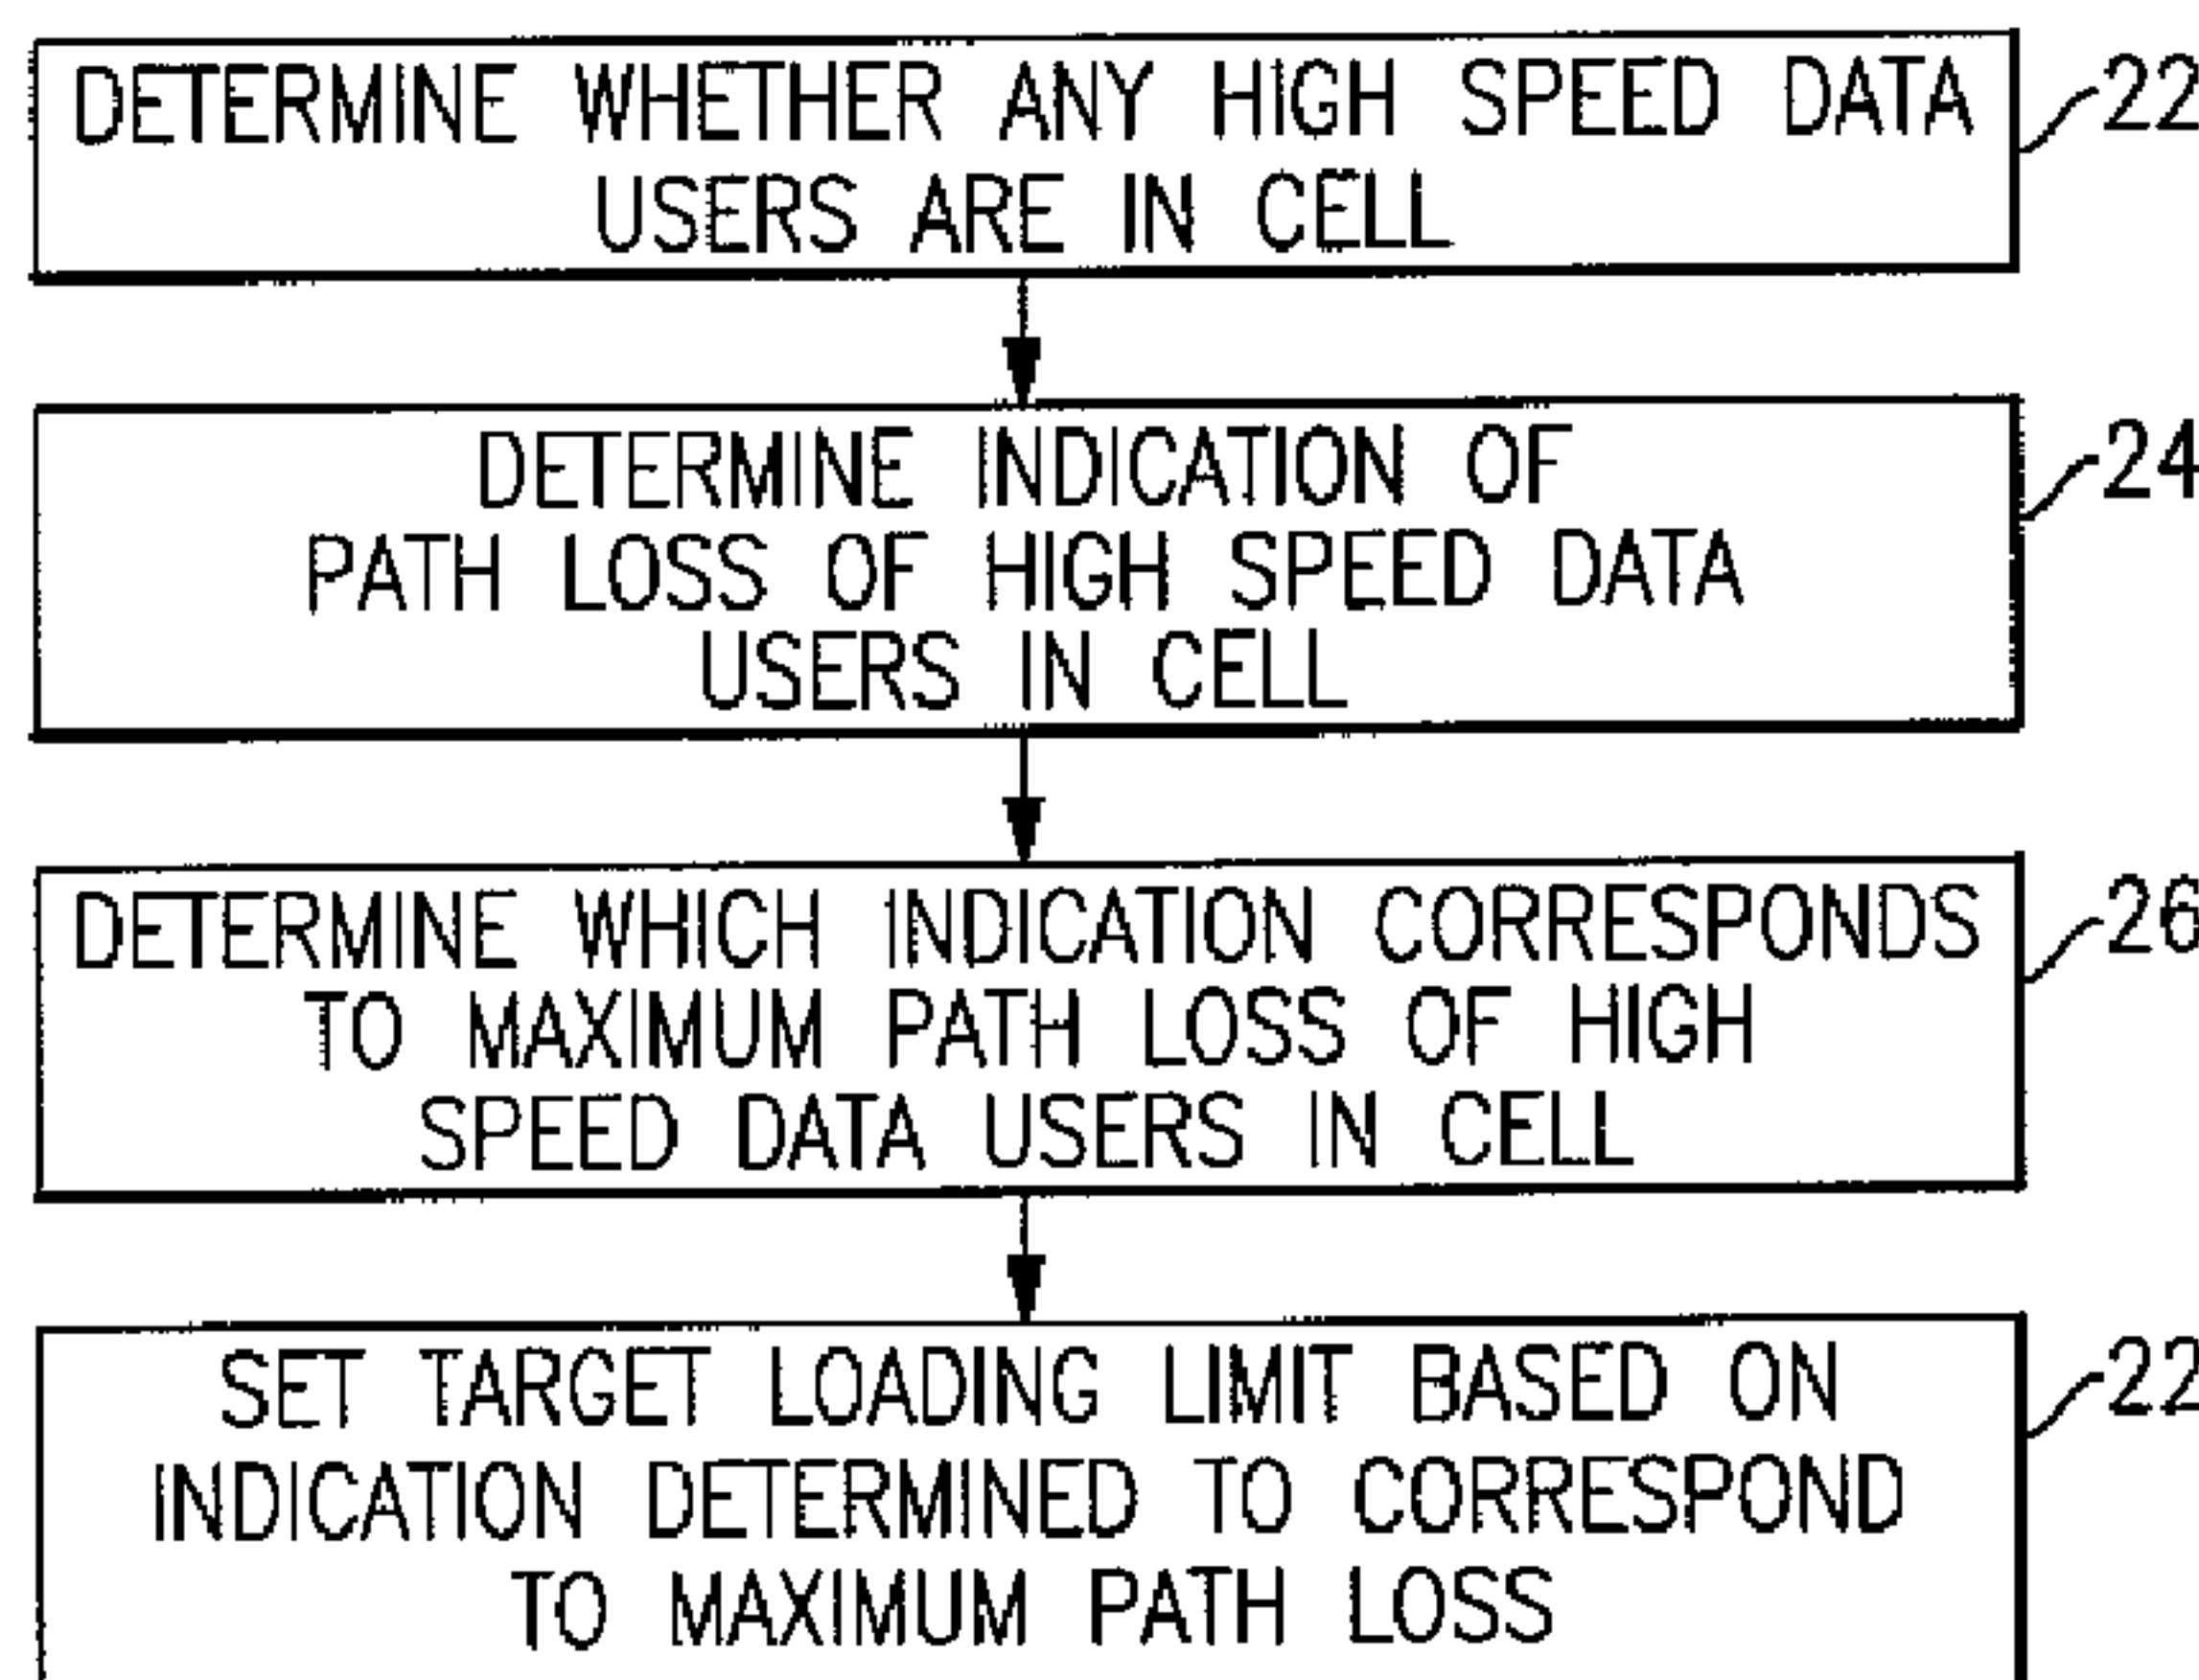 DETERMINE WHETHER ANY HIGH SPEED DATA
USERS ARE IN CELL
22
DETERMINE INDICATION OF
PATH LOSS OF HIGH SPEED DATA
USERS IN CELL
24
DETERMINE WHICH INDICATION CORRESPONDS
TO MAXIMUM PATH LOSS OF HIGH
SPEED DATA USERS IN CELL
26
SET TARGET LOADING LIMIT BASED ON
INDICATION DETERMINED TO CORRESPOND
TO MAXIMUM PATH LOSS
22